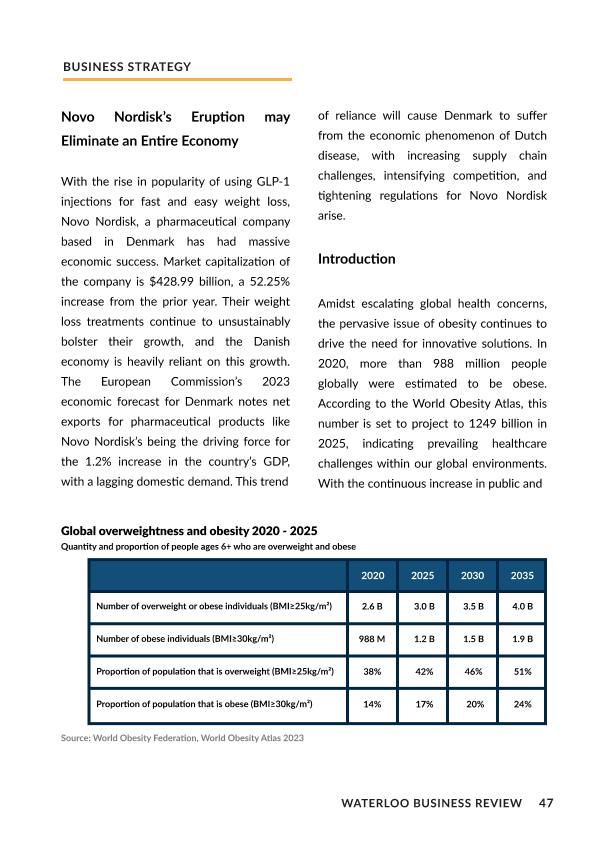 BUSINESS STRATEGY
Novo Nordisk's Eruption may
Eliminate an Entire Economy
With the rise in popularity of using GLP-1
injections for fast and easy weight loss,
Novo Nordisk, a pharmaceutical company
based in Denmark has had massive
economic success. Market capitalization of
the company is $428.99 billion, a 52.25%
increase from the prior year. Their weight
loss treatments continue to unsustainably
bolster their growth, and the Danish
economy is heavily reliant on this growth.
The European Commission's 2023
economic forecast for Denmark notes net
exports for pharmaceutical products like
Novo Nordisk's being the driving force for
the 1.2% increase in the country's GDP,
with a lagging domestic demand. This trend
of reliance will cause Denmark to suffer
from the economic phenomenon of Dutch
disease, with increasing supply chain
challenges, intensifying competition, and
tightening regulations for Novo Nordisk
arise.
Introduction
Amidst escalating global health concerns,
the pervasive issue of obesity continues to
drive the need for innovative solutions. In
2020, more than 988 million people
globally were estimated to be obese.
According to the World Obesity Atlas, this
number is set to project to 1249 billion in
2025, indicating prevailing healthcare
challenges within our global environments.
With the continuous increase in public and
Global overweightness and obesity 2020 - 2025
Quantity and proportion of people ages 6+ who are overweight and obese
2020 2025 2030 2035
Number of overweight or obese individuals (BMI≥25kg/m²) 2.6 B 3.0 B 3.5 B 4.0 B
Number of obese individuals (BMI≥30kg/m²) 988 M 1.2 B 1.5 B 1.9 B
Proportion of population that is overweight (BMI≥25kg/m²) 38% 42% 46% 51%
Proportion of population that is obese (BMI≥30kg/m²) 14% 17% 20% 24%
Source: World Obesity Federation, World Obesity Atlas 2023
WATERLOO BUSINESS REVIEW 47